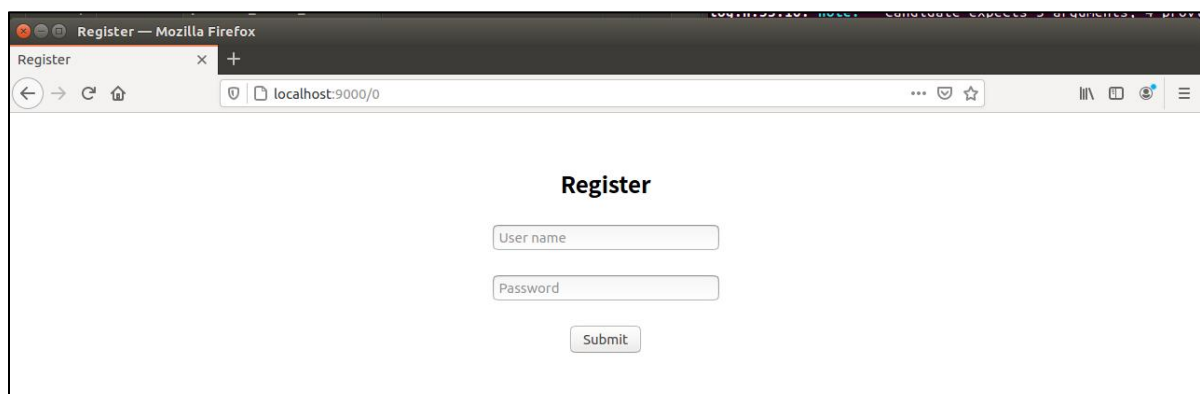 Register — Mozilla Firefox
Register
localhost:9000/0
Register
User name
Password
Submit